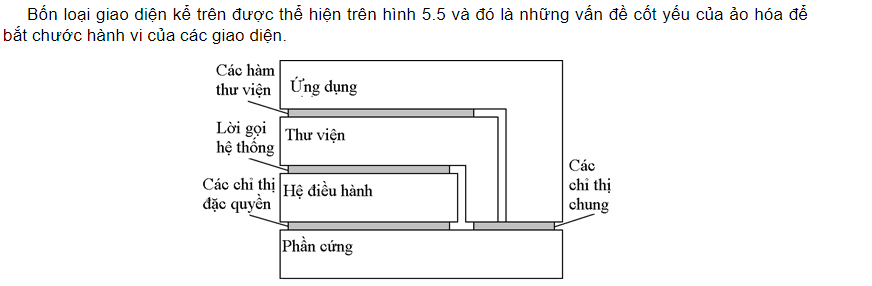 Bốn loại giao diện kể trên được thể hiện trên hình 5.5 và đó là những vấn đề cốt yếu của ảo hóa để
bắt chước hành vi của các giao diện.
Các hàm
thư viện
Ứng dụng
Lời gọi
hệ thống
Thư viện
Các chỉ thị
đặc quyền
Hệ điều hành
Các
chỉ thị
chung
Phần cứng